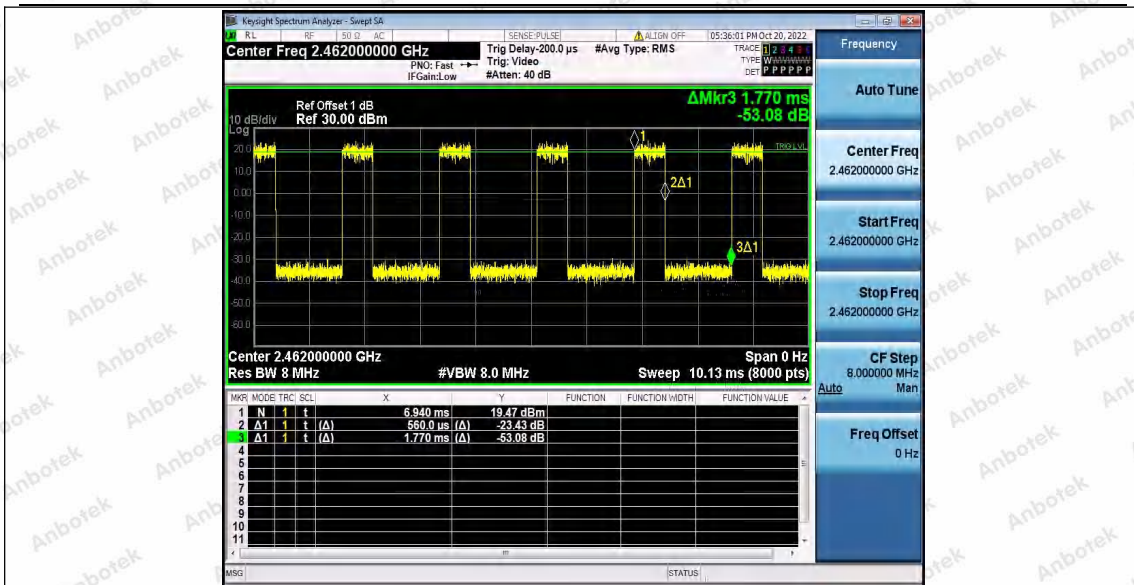 Keysight Spectrum Analyzer - Swept SA
RL RF 50 Ω AC SENSE:PULSE ALIGN OFF 05:36:01 PM Oct 20, 2022
Center Freq 2.462000000 GHz
PNO: Fast
IFGain:Low
Trig Delay-200.0 µs #Avg Type: RMS
Trig: Video
#Atten: 40 dB
TRACE 1 2 3 4 5 6
TYPE W
DET P P P P P P
ΔMkr3 1.770 ms
-53.08 dB
Ref Offset 1 dB
10 dB/div Ref 30.00 dBm
Log
20.0
10.0
0.00
-10.0
-20.0
-30.0
-40.0
-50.0
-60.0
TRIG LVL
1
2Δ1
3Δ1
Center 2.462000000 GHz Span 0 Hz
Res BW 8 MHz #VBW 8.0 MHz Sweep 10.13 ms (8000 pts)
MKR MODE TRC SCL X Y FUNCTION FUNCTION WIDTH FUNCTION VALUE
1 N 1 t 6.940 ms 19.47 dBm
2 Δ1 1 t (Δ) 560.0 µs (Δ) -23.43 dB
3 Δ1 1 t (Δ) 1.770 ms (Δ) -53.08 dB
4
5
6
7
8
9
10
11
MSG STATUS
Frequency
Auto Tune
Center Freq
2.462000000 GHz
Start Freq
2.462000000 GHz
Stop Freq
2.462000000 GHz
CF Step
8.000000 MHz
Auto Man
Freq Offset
0 Hz
Anbotek